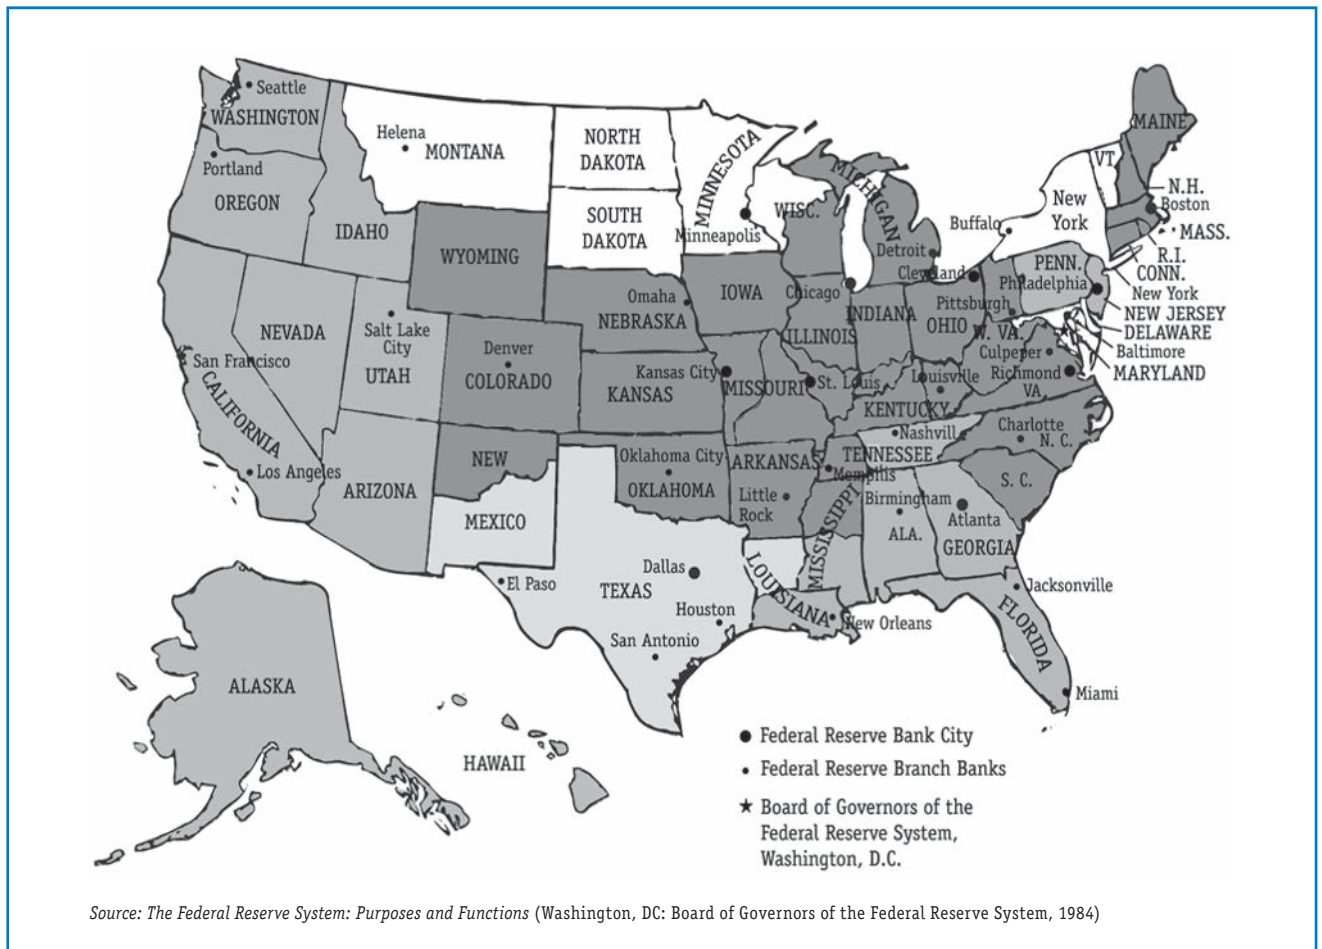 Seattle
WASHINGTON
Portland
OREGON
IDAHO
Helena
MONTANA
NORTH
DAKOTA
SOUTH
DAKOTA
MINNESOTA
Minneapolis
WISC.
MICHIGAN
Detroit
MAINE
VT
N.H.
Boston
MASS.
R.I.
CONN.
New
York
Buffalo
New York
NEW JERSEY
DELAWARE
Baltimore
MARYLAND
PENN.
Philadelphia
Pittsburgh
Cleveland
OHIO
W. VA.
Culpeper
Richmond
VA.
WYOMING
NEVADA
Salt Lake
City
UTAH
San Francisco
CALIFORNIA
Los Angeles
ARIZONA
Denver
COLORADO
Omaha
NEBRASKA
IOWA
Chicago
ILLINOIS
INDIANA
Kansas City
KANSAS
MISSOURI
St. Louis
Louisville
KENTUCKY
Nashvill
TENNESSEE
Memphis
Charlotte
N. C.
S. C.
NEW
MEXICO
Oklahoma City
OKLAHOMA
ARKANSAS
Little
Rock
MISSISSIPPI
Birmingham
ALA.
Atlanta
GEORGIA
El Paso
TEXAS
Dallas
Houston
San Antonio
LOUISIANA
New Orleans
Jacksonville
FLORIDA
Miami
ALASKA
HAWAII
Federal Reserve Bank City
Federal Reserve Branch Banks
Board of Governors of the
Federal Reserve System,
Washington, D.C.
Source: The Federal Reserve System: Purposes and Functions (Washington, DC: Board of Governors of the Federal Reserve System, 1984)